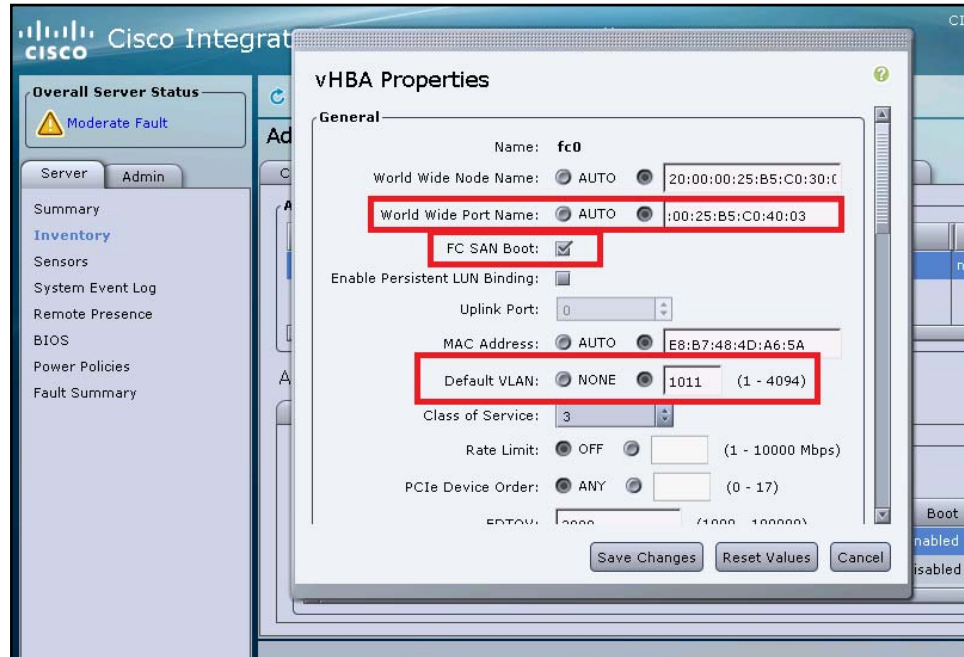 CISCO Cisco Integrat
CI
Overall Server Status
Moderate Fault
Ad
Server
Admin
C
Summary
Inventory
Sensors
System Event Log
Remote Presence
BIOS
Power Policies
Fault Summary
A
A
vHBA Properties
?
General
Name: fc0
World Wide Node Name: AUTO 20:00:00:25:B5:C0:30:0
World Wide Port Name: AUTO :00:25:B5:C0:40:03
FC SAN Boot:
Enable Persistent LUN Binding:
Uplink Port: 0
MAC Address: AUTO E8:B7:48:4D:A6:5A
Default VLAN: NONE 1011 (1 - 4094)
Class of Service: 3
Rate Limit: OFF (1 - 10000 Mbps)
PCIe Device Order: ANY (0 - 17)
Save Changes
Reset Values
Cancel
n
Boot
nabled
isabled